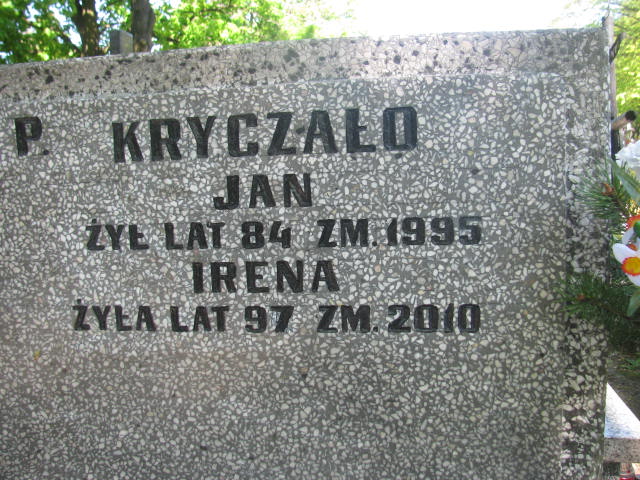 P. KRYCZAŁO
JAN
ŻYŁ LAT 84 ZM. 1995
IRENA
ŻYŁA LAT 97 ZM. 2010